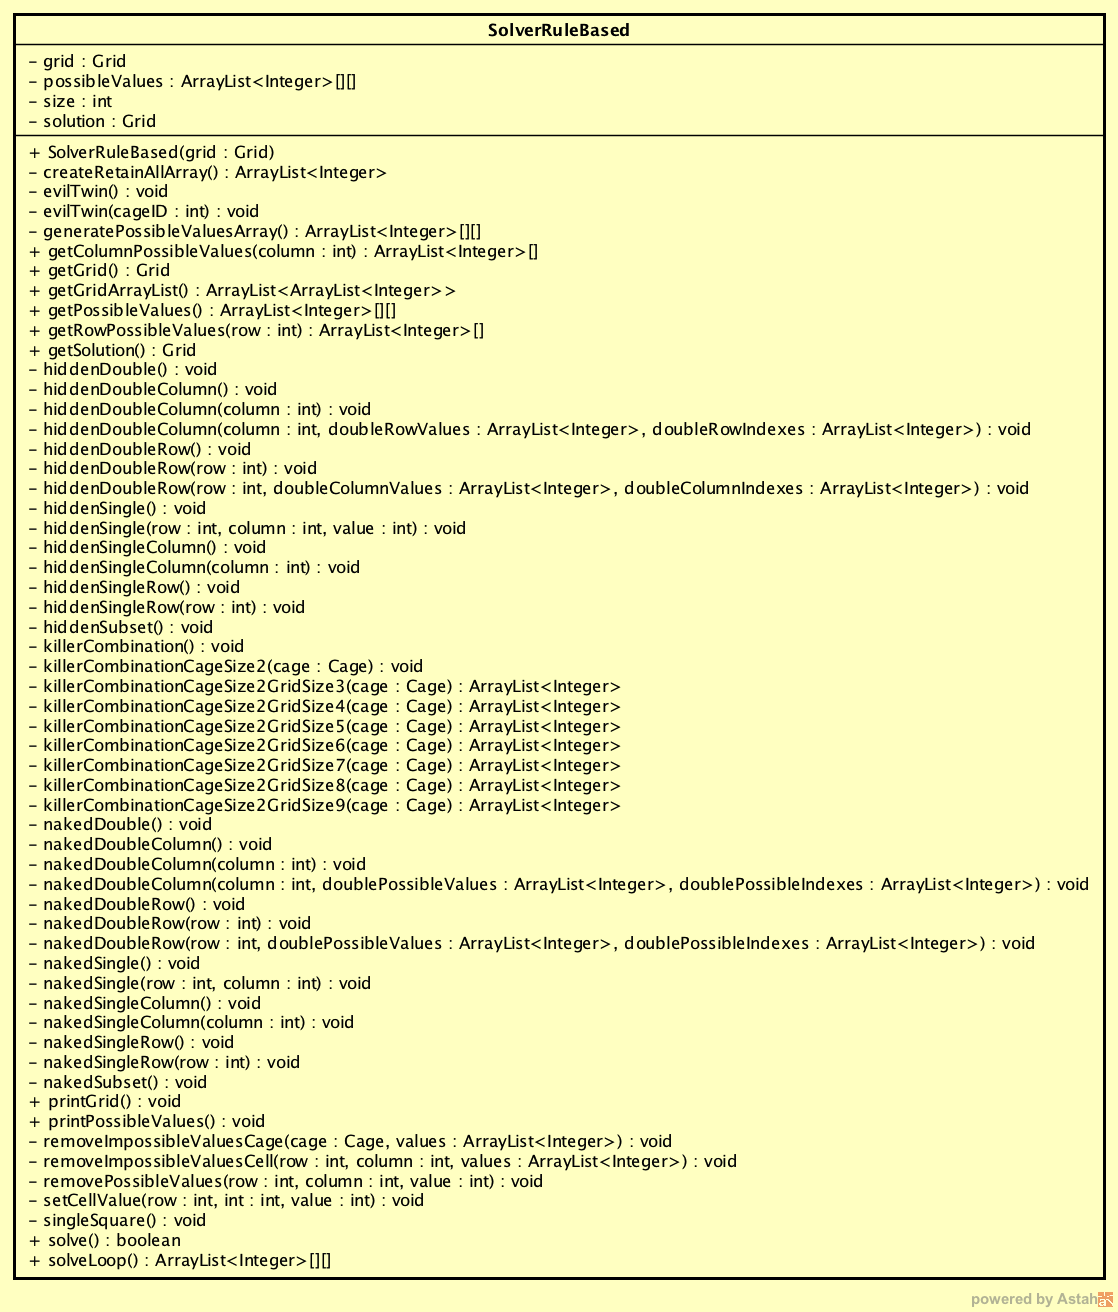 SolverRuleBased
- grid : Grid
- possibleValues : ArrayList<Integer>[][]
- size : int
- solution : Grid
+ SolverRuleBased(grid : Grid)
- createRetainAllArray() : ArrayList<Integer>
- evilTwin() : void
- evilTwin(cageID : int) : void
- generatePossibleValuesArray() : ArrayList<Integer>[][]
+ getColumnPossibleValues(column : int) : ArrayList<Integer>[]
+ getGrid() : Grid
+ getGridArrayList() : ArrayList<ArrayList<Integer>>
+ getPossibleValues() : ArrayList<Integer>[][]
+ getRowPossibleValues(row : int) : ArrayList<Integer>[]
+ getSolution() : Grid
- hiddenDouble() : void
- hiddenDoubleColumn() : void
- hiddenDoubleColumn(column : int) : void
- hiddenDoubleColumn(column : int, doubleRowValues : ArrayList<Integer>, doubleRowIndexes : ArrayList<Integer>) : void
- hiddenDoubleRow() : void
- hiddenDoubleRow(row : int) : void
- hiddenDoubleRow(row : int, doubleColumnValues : ArrayList<Integer>, doubleColumnIndexes : ArrayList<Integer>) : void
- hiddenSingle() : void
- hiddenSingle(row : int, column : int, value : int) : void
- hiddenSingleColumn() : void
- hiddenSingleColumn(column : int) : void
- hiddenSingleRow() : void
- hiddenSingleRow(row : int) : void
- hiddenSubset() : void
- killerCombination() : void
- killerCombinationCageSize2(cage : Cage) : void
- killerCombinationCageSize2GridSize3(cage : Cage) : ArrayList<Integer>
- killerCombinationCageSize2GridSize4(cage : Cage) : ArrayList<Integer>
- killerCombinationCageSize2GridSize5(cage : Cage) : ArrayList<Integer>
- killerCombinationCageSize2GridSize6(cage : Cage) : ArrayList<Integer>
- killerCombinationCageSize2GridSize7(cage : Cage) : ArrayList<Integer>
- killerCombinationCageSize2GridSize8(cage : Cage) : ArrayList<Integer>
- killerCombinationCageSize2GridSize9(cage : Cage) : ArrayList<Integer>
- nakedDouble() : void
- nakedDoubleColumn() : void
- nakedDoubleColumn(column : int) : void
- nakedDoubleColumn(column : int, doublePossibleValues : ArrayList<Integer>, doublePossibleIndexes : ArrayList<Integer>) : void
- nakedDoubleRow() : void
- nakedDoubleRow(row : int) : void
- nakedDoubleRow(row : int, doublePossibleValues : ArrayList<Integer>, doublePossibleIndexes : ArrayList<Integer>) : void
- nakedSingle() : void
- nakedSingle(row : int, column : int) : void
- nakedSingleColumn() : void
- nakedSingleColumn(column : int) : void
- nakedSingleRow() : void
- nakedSingleRow(row : int) : void
- nakedSubset() : void
+ printGrid() : void
+ printPossibleValues() : void
- removeImpossibleValuesCage(cage : Cage, values : ArrayList<Integer>) : void
- removeImpossibleValuesCell(row : int, column : int, values : ArrayList<Integer>) : void
- removePossibleValues(row : int, column : int, value : int) : void
- setCellValue(row : int, int : int, value : int) : void
- singleSquare() : void
+ solve() : boolean
+ solveLoop() : ArrayList<Integer>[][]
powered by Astah